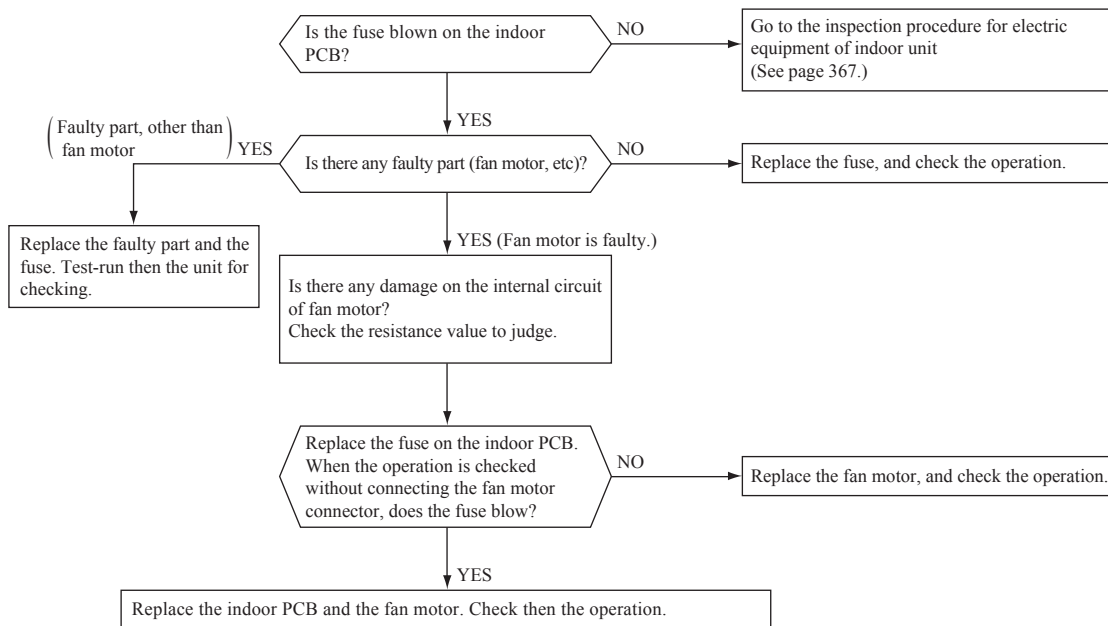 Is the fuse blown on the indoor
PCB?
NO
Go to the inspection procedure for electric
equipment of indoor unit
(See page 367.)
YES
(Faulty part, other than
fan motor)
YES
Is there any faulty part (fan motor, etc)?
NO
Replace the fuse, and check the operation.
Replace the faulty part and the
fuse. Test-run then the unit for
checking.
YES (Fan motor is faulty.)
Is there any damage on the internal circuit
of fan motor?
Check the resistance value to judge.
Replace the fuse on the indoor PCB.
When the operation is checked
without connecting the fan motor
connector, does the fuse blow?
NO
Replace the fan motor, and check the operation.
YES
Replace the indoor PCB and the fan motor. Check then the operation.